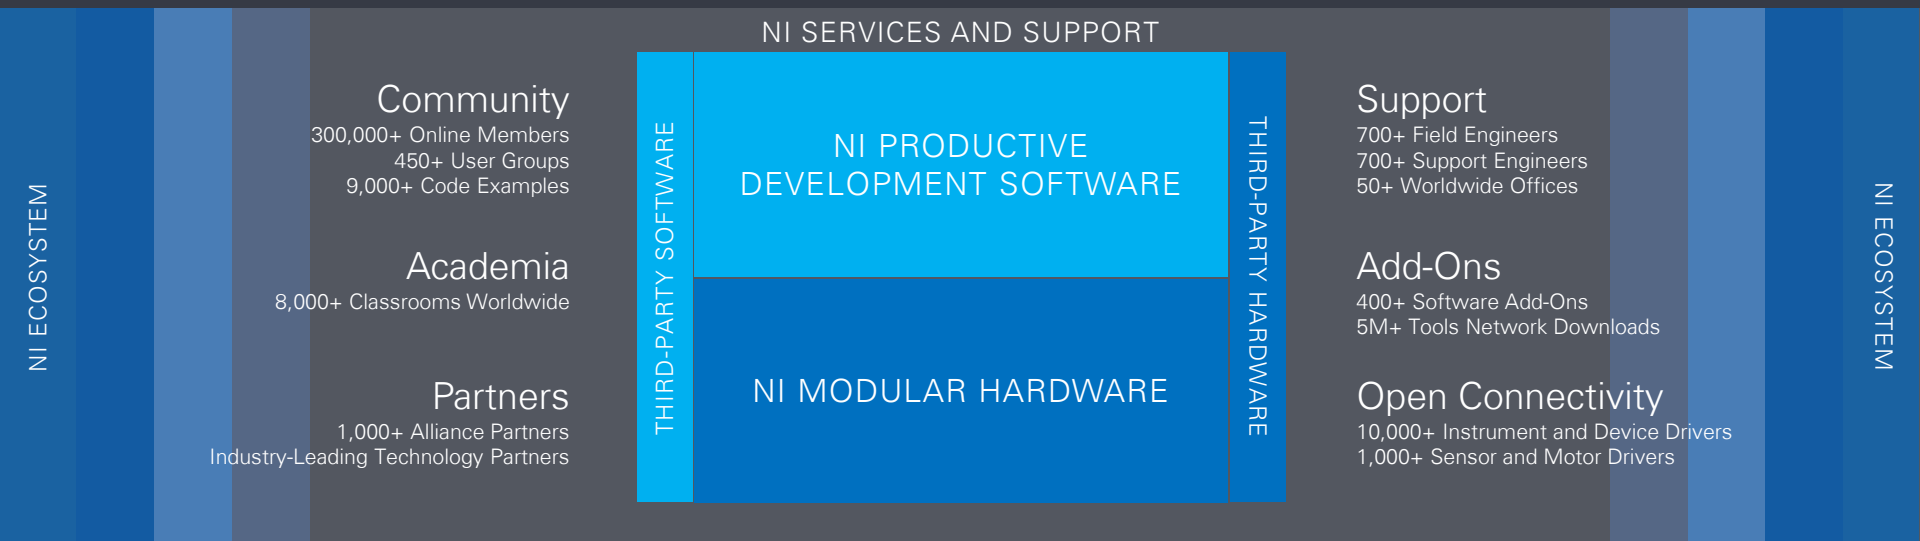 NI SERVICES AND SUPPORT
NI ECOSYSTEM
Community
300,000+ Online Members
450+ User Groups
9,000+ Code Examples
Academia
8,000+ Classrooms Worldwide
Partners
1,000+ Alliance Partners
Industry-Leading Technology Partners
THIRD-PARTY SOFTWARE
NI PRODUCTIVE
DEVELOPMENT SOFTWARE
NI MODULAR HARDWARE
THIRD-PARTY HARDWARE
Support
700+ Field Engineers
700+ Support Engineers
50+ Worldwide Offices
Add-Ons
400+ Software Add-Ons
5M+ Tools Network Downloads
Open Connectivity
10,000+ Instrument and Device Drivers
1,000+ Sensor and Motor Drivers
NI ECOSYSTEM